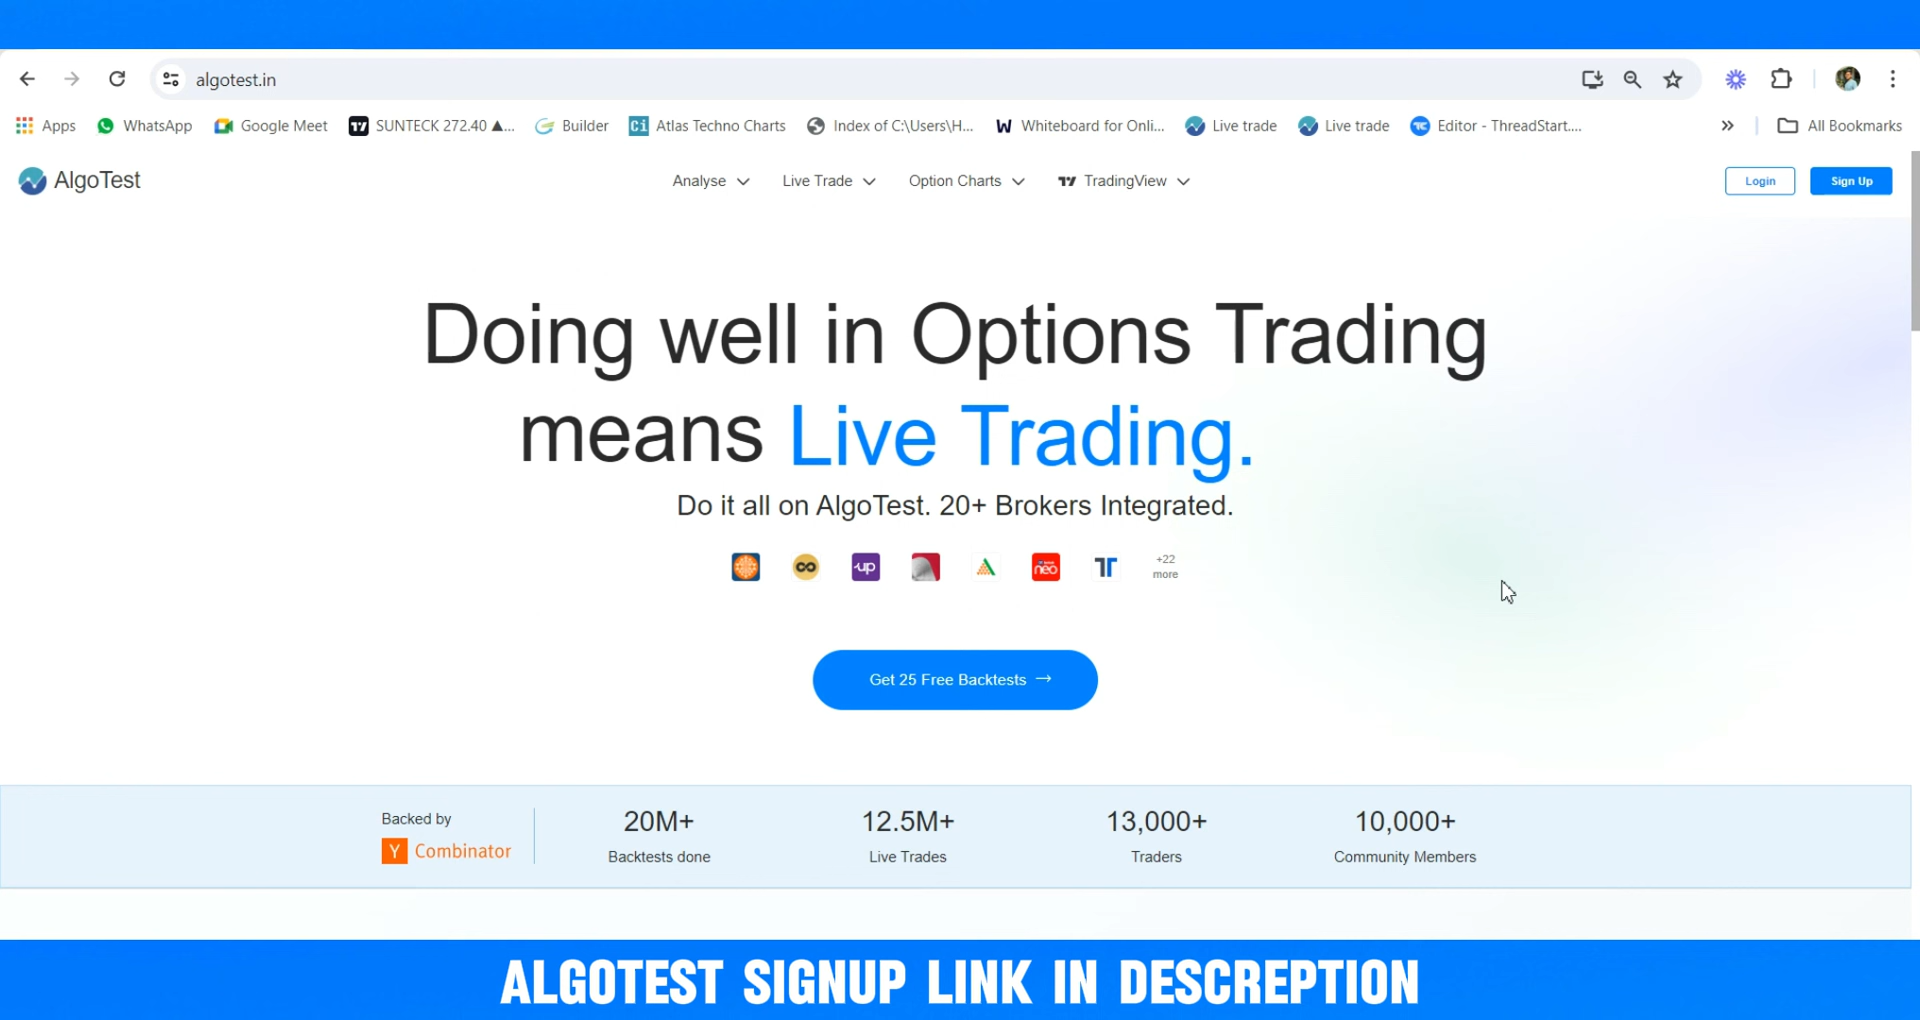 algotest.in
Apps WhatsApp Google Meet SUNTECK 272.40 ▲... Builder Atlas Techno Charts Index of C:\Users\H... Whiteboard for Onli... Live trade Live trade Editor - ThreadStart.... » All Bookmarks
AlgoTest Analyse Live Trade Option Charts TradingView Login Sign Up
Doing well in Options Trading
means Live Trading.
Do it all on AlgoTest. 20+ Brokers Integrated.
up neo +22
more
Get 25 Free Backtests →
Backed by
Y Combinator
20M+ 12.5M+ 13,000+ 10,000+
Backtests done Live Trades Traders Community Members
ALGOTEST SIGNUP LINK IN DESCREPTION